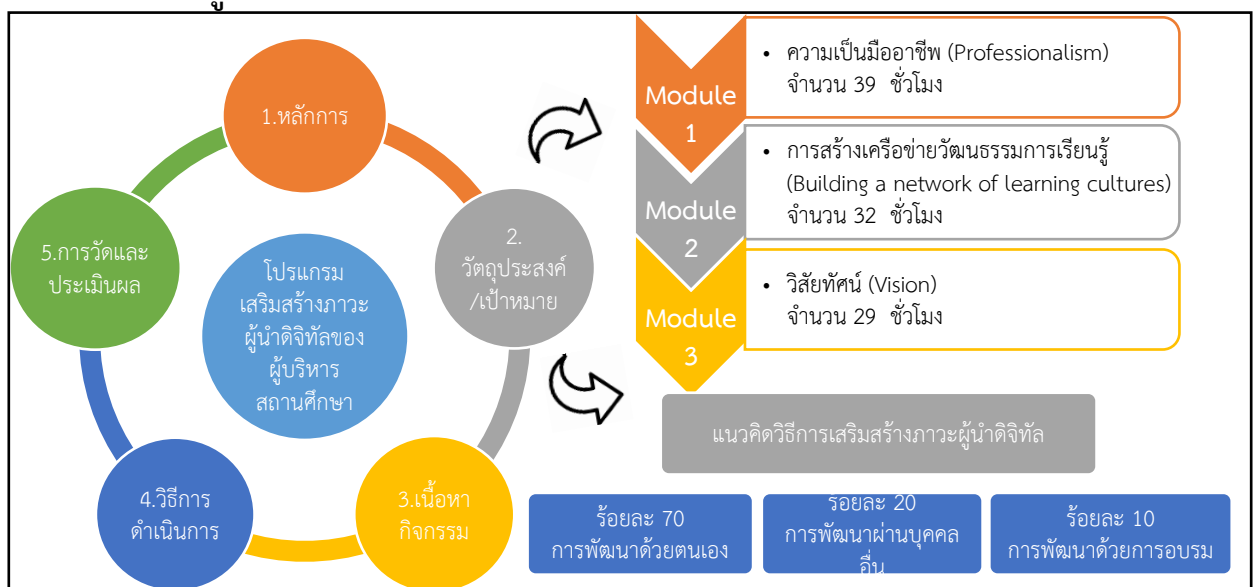 1.หลักการ
2.
วัตถุประสงค์
/เป้าหมาย
3.เนื้อหา
กิจกรรม
4.วิธีการ
ดำเนินการ
5.การวัดและ
ประเมินผล
โปรแกรม
เสริมสร้างภาวะ
ผู้นำดิจิทัลของ
ผู้บริหาร
สถานศึกษา
Module
1
• ความเป็นมืออาชีพ (Professionalism)
จำนวน 39 ชั่วโมง
Module
2
• การสร้างเครือข่ายวัฒนธรรมการเรียนรู้
(Building a network of learning cultures)
จำนวน 32 ชั่วโมง
Module
3
• วิสัยทัศน์ (Vision)
จำนวน 29 ชั่วโมง
แนวคิดวิธีการเสริมสร้างภาวะผู้นำดิจิทัล
ร้อยละ 70
การพัฒนาด้วยตนเอง
ร้อยละ 20
การพัฒนาผ่านบุคคล
อื่น
ร้อยละ 10
การพัฒนาด้วยการอบรม